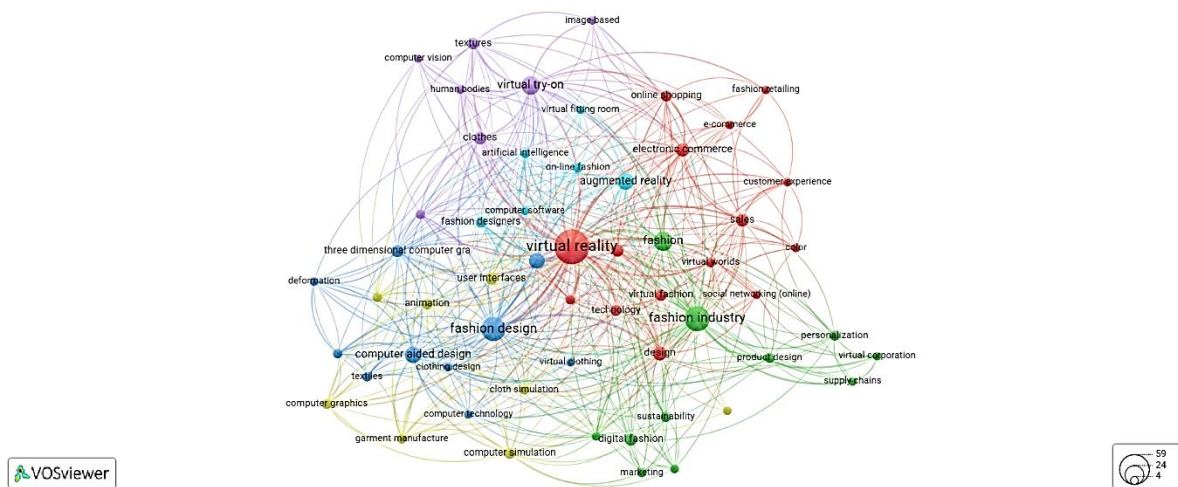 image-based
textures
computer vision
virtual try-on
human bodies
online shopping
fashion retailing
virtual fitting room
e-commerce
clothes
electronic commerce
artificial intelligence
on-line fashion
augmented reality
customer experience
computer software
fashion designers
sales
virtual reality
fashion
three dimensional computer gra
color
virtual worlds
user interfaces
deformation
virtual fashion
social networking (online)
animation
technology
fashion industry
fashion design
personalization
computer aided design
design
virtual clothing
product design
virtual corporation
clothing design
textiles
supply chains
cloth simulation
computer graphics
computer technology
sustainability
garment manufacture
digital fashion
computer simulation
marketing
VOSviewer
59
24
4